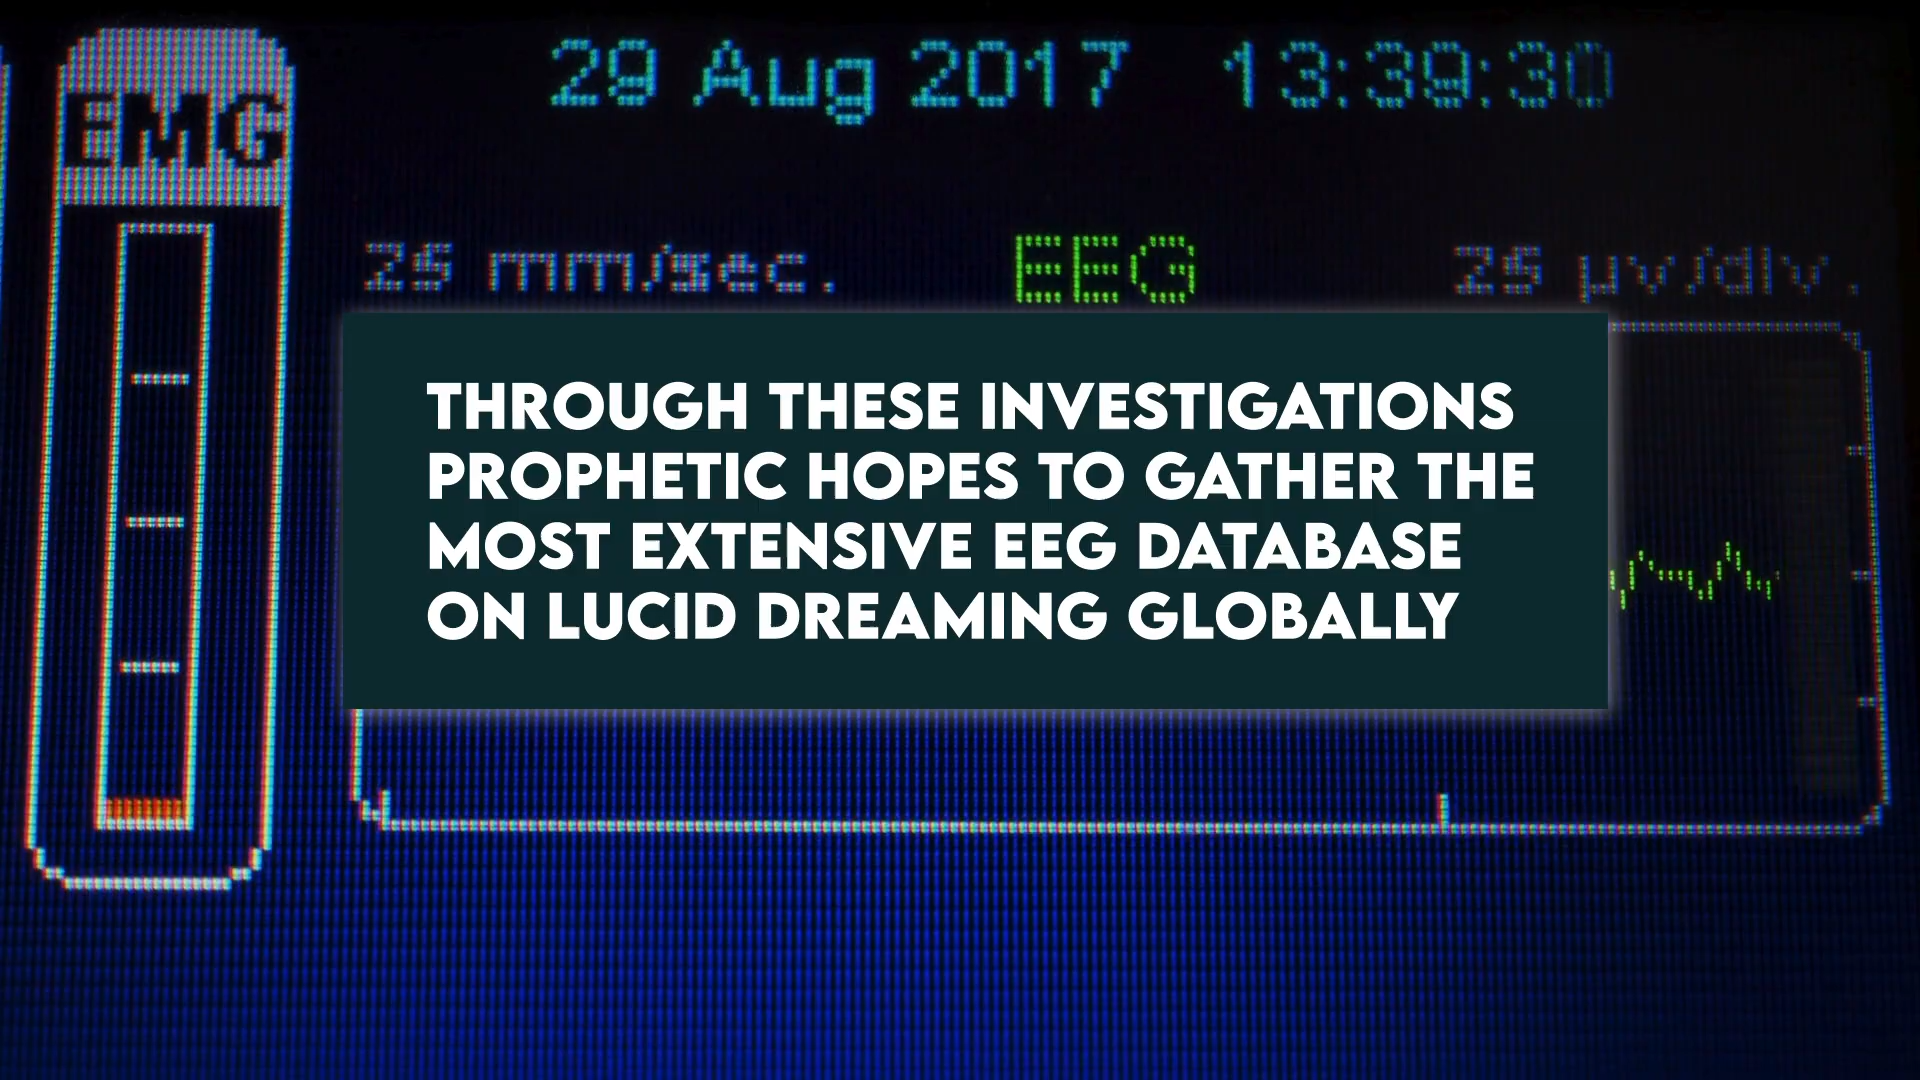 29 Aug 2017 13:39:30
EMG
25 mm/sec. EEG 25 µv/div.
THROUGH THESE INVESTIGATIONS
PROPHETIC HOPES TO GATHER THE
MOST EXTENSIVE EEG DATABASE
ON LUCID DREAMING GLOBALLY